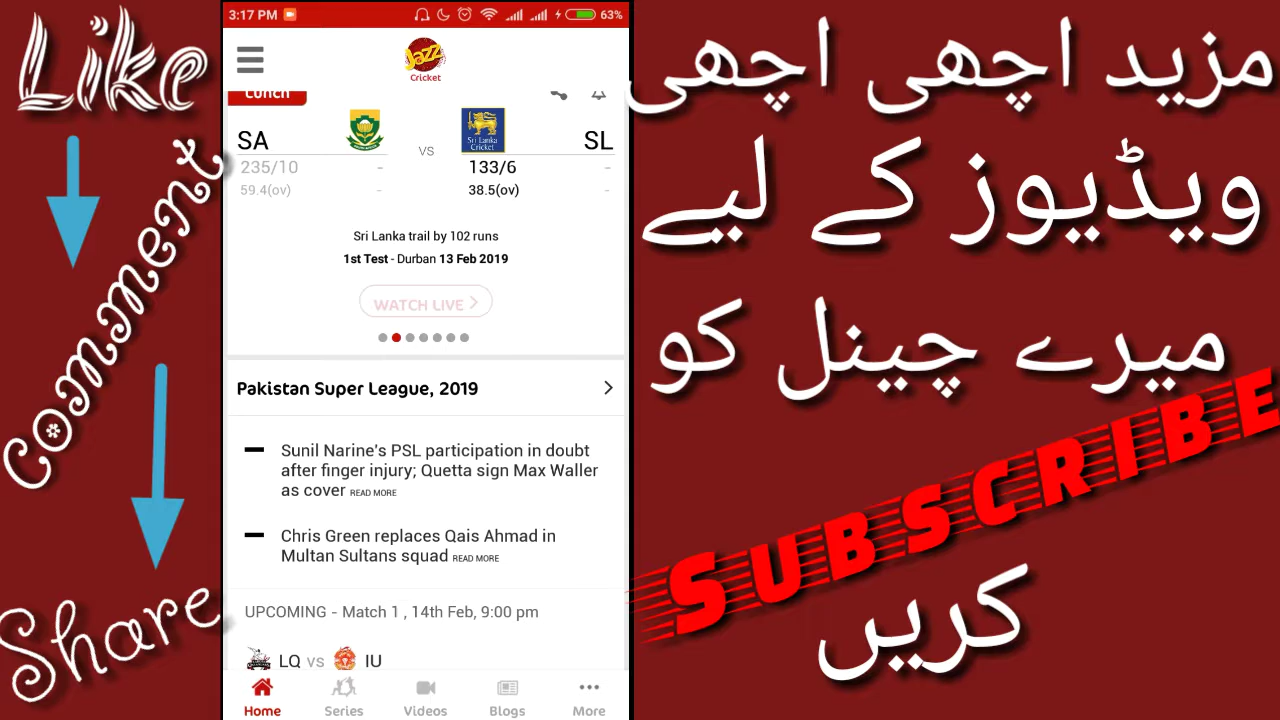 Like
Comment
Share
3:17 PM
63%
Jazz
Cricket
Lunch
SA
VS
Sri Lanka
Cricket
SL
235/10
-
133/6
-
59.4(ov)
-
38.5(ov)
-
Sri Lanka trail by 102 runs
1st Test - Durban 13 Feb 2019
WATCH LIVE
Pakistan Super League, 2019
Sunil Narine's PSL participation in doubt
after finger injury; Quetta sign Max Waller
as cover READ MORE
Chris Green replaces Qais Ahmad in
Multan Sultans squad READ MORE
UPCOMING - Match 1 , 14th Feb, 9:00 pm
LQ vs IU
Home
Series
Videos
Blogs
More
مزید اچھی اچھی
ویڈیوز کے لیے
میرے چینل کو
SUBSCRIBE
کریں